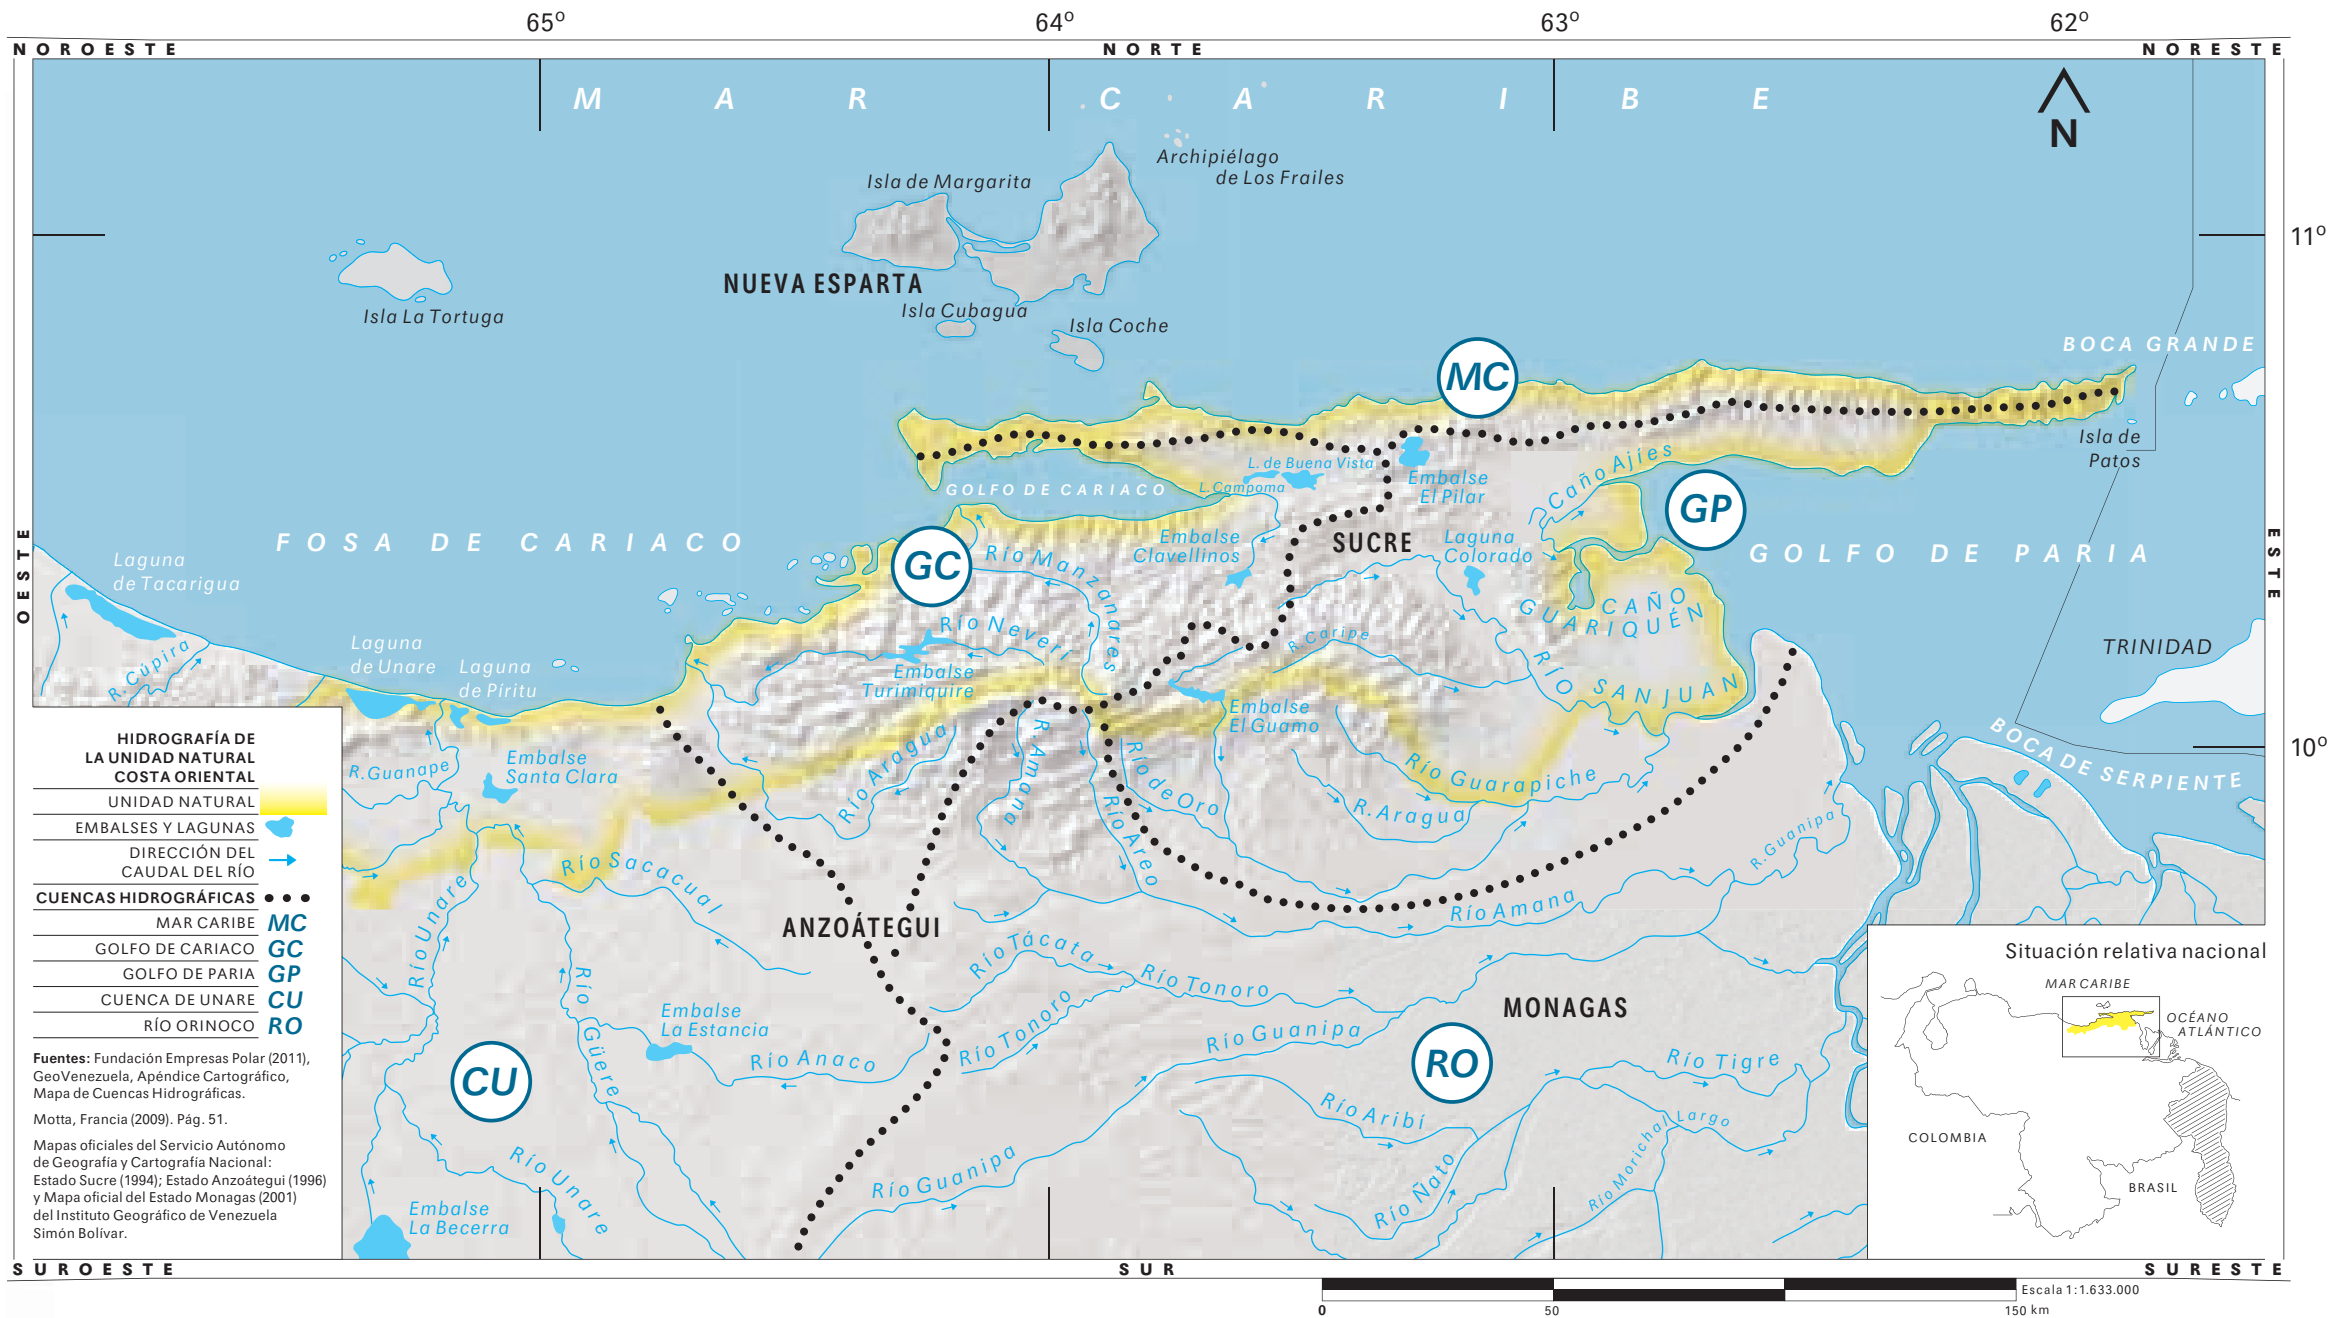 65º
64º
63º
62º
NOROESTE
NORTE
NORESTE
MAR CARIBE
N
Archipiélago
de Los Frailes
Isla de Margarita
11º
NUEVA ESPARTA
Isla La Tortuga
Isla Cubagua
Isla Coche
BOCA GRANDE
MC
Isla de
Patos
L. de Buena Vista
L. Campoma
Embalse
El Pilar
Caño Ajíes
GOLFO DE CARIACO
GP
FOSA DE CARIACO
SUCRE
Embalse
Clavellinos
Laguna
Colorado
GOLFO DE PARIA
OESTE
ESTE
Laguna
de Tacarigua
GC
Río Manzanares
CAÑO
GUARIQUÉN
Río Neverí
R. Caripe
Laguna
de Unare
Laguna
de Píritu
R. Cúpira
Embalse
Turimiquire
RÍO SAN JUAN
TRINIDAD
Embalse
El Guamo
BOCA DE SERPIENTE
10º
R. Guanape
Embalse
Santa Clara
Río Aragua
R. Amana
Río de Oro
Río Areo
Río Guarapiche
R. Aragua
R. Guanipa
Río Sacacual
Río Unare
ANZOÁTEGUI
Río Amana
Río Tácata
Río Tonoro
Río Tonoro
MONAGAS
Río Güere
Embalse
La Estancia
Río Anaco
Río Guanipa
RO
Río Tigre
CU
Río Aribí
Río Morichal Largo
Río Unare
Río Guanipa
Río Ñato
Embalse
La Becerra
HIDROGRAFÍA DE
LA UNIDAD NATURAL
COSTA ORIENTAL
UNIDAD NATURAL
EMBALSES Y LAGUNAS
DIRECCIÓN DEL
CAUDAL DEL RÍO
CUENCAS HIDROGRÁFICAS
MAR CARIBE MC
GOLFO DE CARIACO GC
GOLFO DE PARIA GP
CUENCA DE UNARE CU
RÍO ORINOCO RO
Fuentes: Fundación Empresas Polar (2011),
GeoVenezuela, Apéndice Cartográfico,
Mapa de Cuencas Hidrográficas.
Motta, Francia (2009). Pág. 51.
Mapas oficiales del Servicio Autónomo
de Geografía y Cartografía Nacional:
Estado Sucre (1994); Estado Anzoátegui (1996)
y Mapa oficial del Estado Monagas (2001)
del Instituto Geográfico de Venezuela
Simón Bolívar.
Situación relativa nacional
MAR CARIBE
OCÉANO
ATLÁNTICO
COLOMBIA
BRASIL
SUROESTE
SUR
SURESTE
Escala 1:1.633.000
0
50
150 km